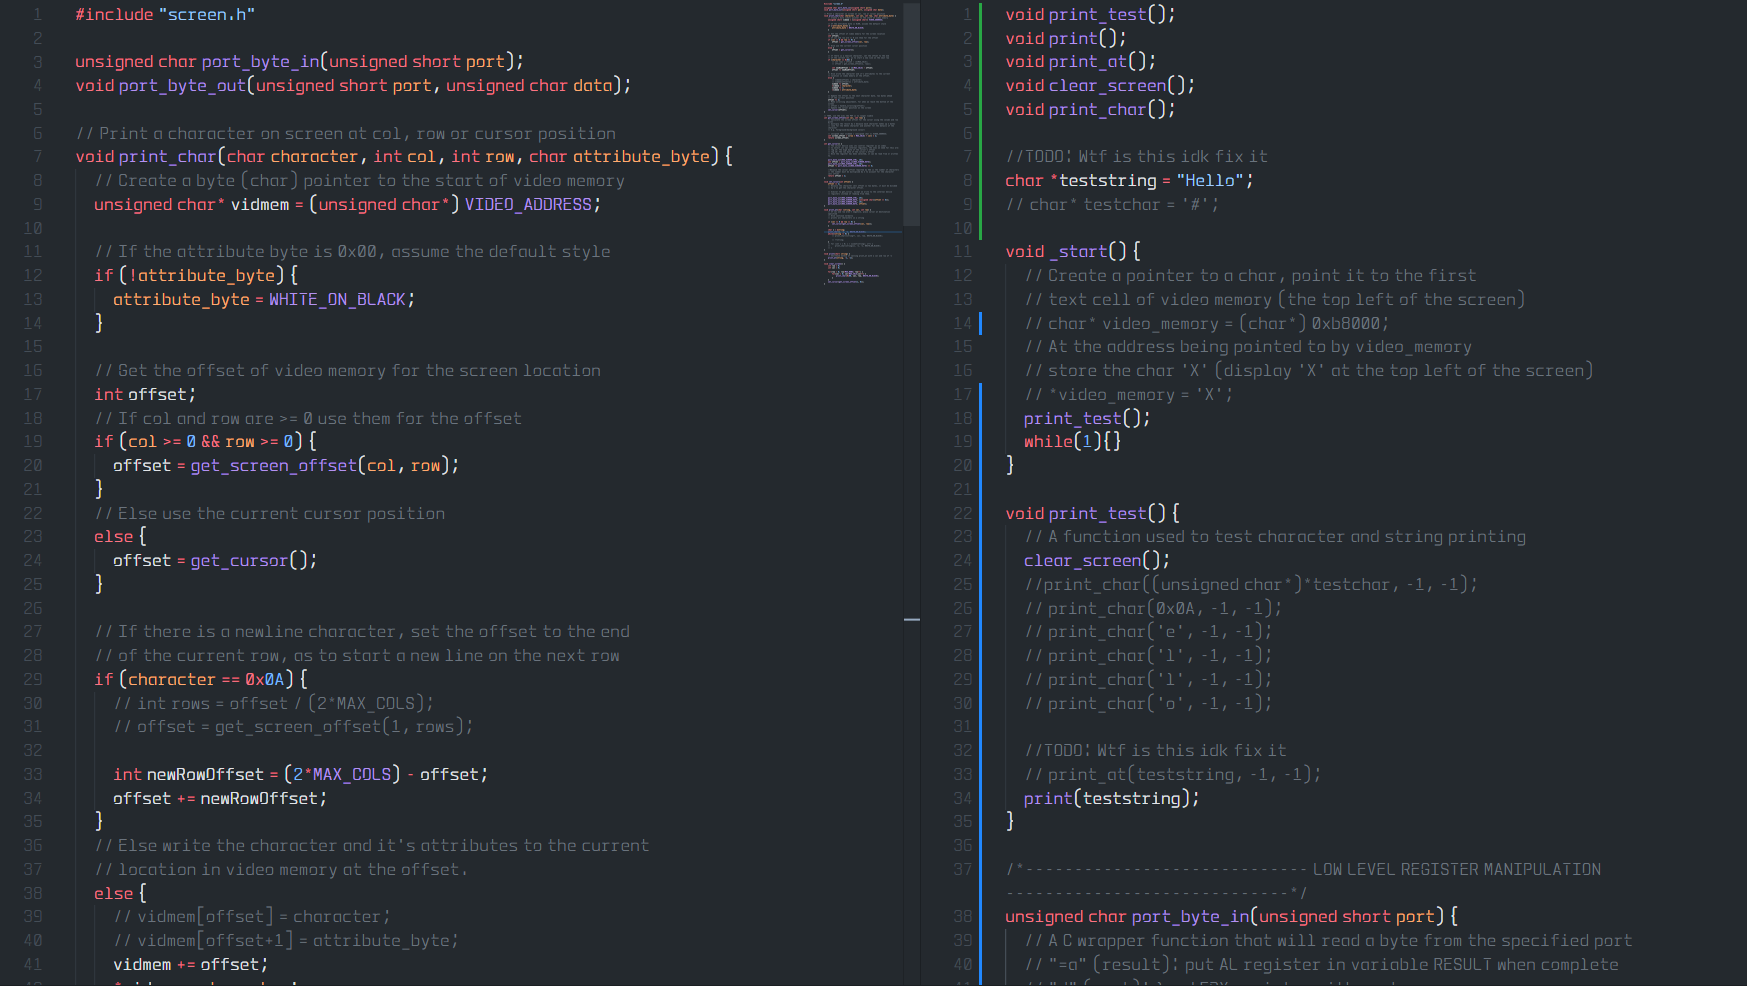 1 #include "screen.h"
2
3 unsigned char port_byte_in(unsigned short port);
4 void port_byte_out(unsigned short port, unsigned char data);
5
6 // Print a character on screen at col, row or cursor position
7 void print_char(char character, int col, int row, char attribute_byte) {
8 // Create a byte (char) pointer to the start of video memory
9 unsigned char* vidmem = (unsigned char*) VIDEO_ADDRESS;
10
11 // If the attribute byte is 0x00, assume the default style
12 if (!attribute_byte) {
13 attribute_byte = WHITE_ON_BLACK;
14 }
15
16 // Get the offset of video memory for the screen location
17 int offset;
18 // If col and row are >= 0 use them for the offset
19 if (col >= 0 && row >= 0) {
20 offset = get_screen_offset(col, row);
21 }
22 // Else use the current cursor position
23 else {
24 offset = get_cursor();
25 }
26
27 // If there is a newline character, set the offset to the end
28 // of the current row, as to start a new line on the next row
29 if (character == 0x0A) {
30 // int rows = offset / (2*MAX_COLS);
31 // offset = get_screen_offset(1, rows);
32
33 int newRowOffset = (2*MAX_COLS) - offset;
34 offset += newRowOffset;
35 }
36 // Else write the character and it's attributes to the current
37 // location in video memory at the offset.
38 else {
39 // vidmem[offset] = character;
40 // vidmem[offset+1] = attribute_byte;
41 vidmem += offset;
1 void print_test();
2 void print();
3 void print_at();
4 void clear_screen();
5 void print_char();
6
7 //TODO: Wtf is this idk fix it
8 char *teststring = "Hello";
9 // char* testchar = '#';
10
11 void _start() {
12 // Create a pointer to a char, point it to the first
13 // text cell of video memory (the top left of the screen)
14 // char* video_memory = (char*) 0xb8000;
15 // At the address being pointed to by video_memory
16 // store the char 'X' (display 'X' at the top left of the screen)
17 // *video_memory = 'X';
18 print_test();
19 while(1){}
20 }
21
22 void print_test() {
23 // A function used to test character and string printing
24 clear_screen();
25 //print_char((unsigned char*)*testchar, -1, -1);
26 // print_char(0x0A, -1, -1);
27 // print_char('e', -1, -1);
28 // print_char('l', -1, -1);
29 // print_char('l', -1, -1);
30 // print_char('o', -1, -1);
31
32 //TODO: Wtf is this idk fix it
33 // print_at(teststring, -1, -1);
34 print(teststring);
35 }
36
37 /*----------------------------- LOW LEVEL REGISTER MANIPULATION
-----------------------------*/
38 unsigned char port_byte_in(unsigned short port) {
39 // A C wrapper function that will read a byte from the specified port
40 // "=a" (result): put AL register in variable RESULT when complete